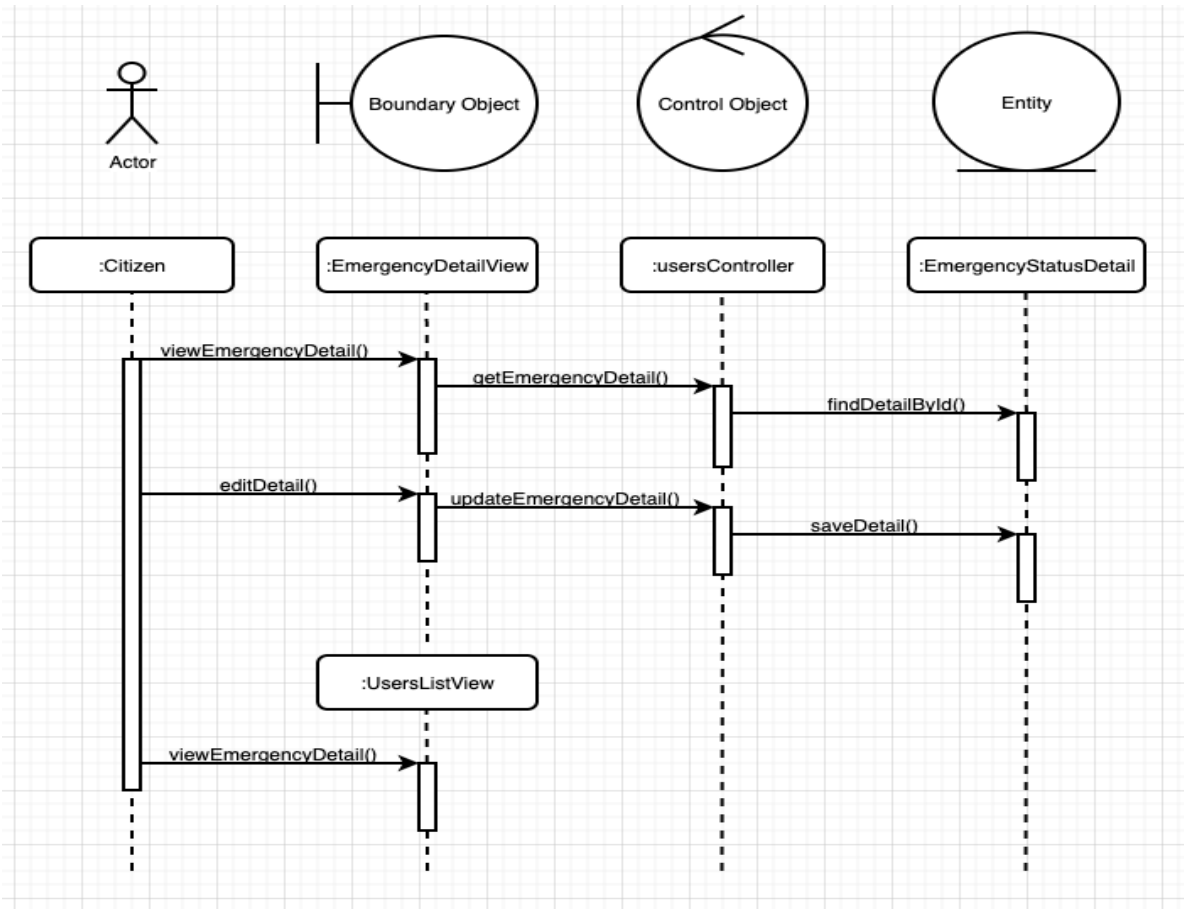 Boundary Object
Control Object
Entity
Actor
:Citizen
:EmergencyDetailView
:usersController
:EmergencyStatusDetail
viewEmergencyDetail()
getEmergencyDetail()
findDetailById()
editDetail()
updateEmergencyDetail()
saveDetail()
:UsersListView
viewEmergencyDetail()